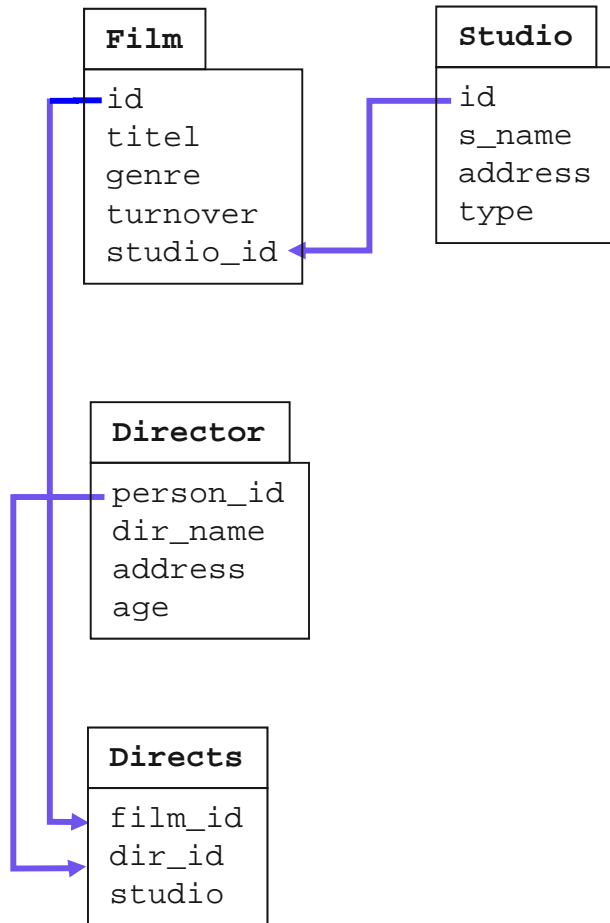 Film
id
titel
genre
turnover
studio_id
Studio
id
s_name
address
type
Director
person_id
dir_name
address
age
Directs
film_id
dir_id
studio